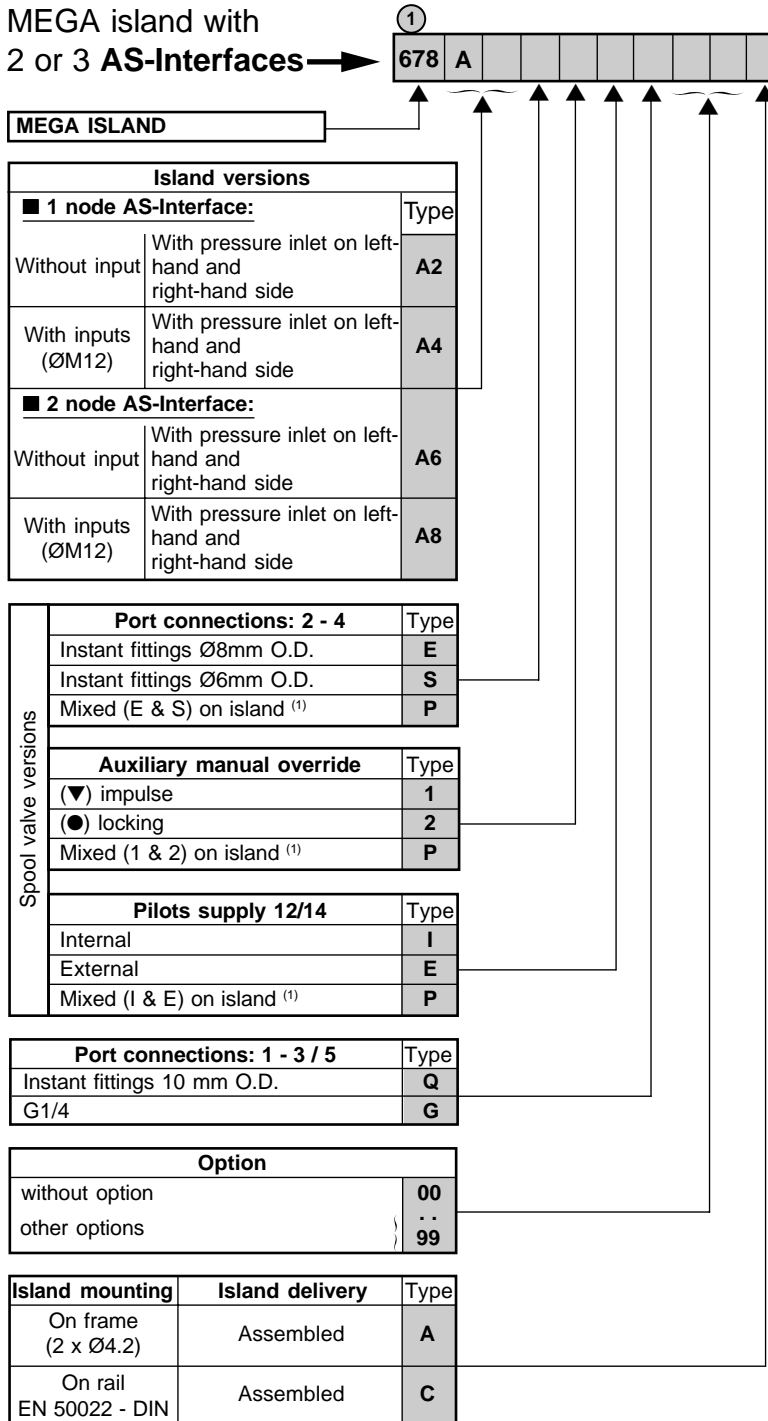 MEGA island with
2 or 3 AS-Interfaces
1
678 A
MEGA ISLAND
Island versions
■ 1 node AS-Interface:
Type
Without input
With pressure inlet on left-
hand and
right-hand side
A2
With inputs
(ØM12)
With pressure inlet on left-
hand and
right-hand side
A4
■ 2 node AS-Interface:
Without input
With pressure inlet on left-
hand and
right-hand side
A6
With inputs
(ØM12)
With pressure inlet on left-
hand and
right-hand side
A8
Spool valve versions
Port connections: 2 - 4 Type
Instant fittings Ø8mm O.D. E
Instant fittings Ø6mm O.D. S
Mixed (E & S) on island (1) P
Auxiliary manual override Type
(▼) impulse 1
(●) locking 2
Mixed (1 & 2) on island (1) P
Pilots supply 12/14 Type
Internal I
External E
Mixed (I & E) on island (1) P
Port connections: 1 - 3 / 5 Type
Instant fittings 10 mm O.D. Q
G1/4 G
Option
without option 00
. .
other options 99
Island mounting Island delivery Type
On frame
(2 x Ø4.2)
Assembled A
On rail
EN 50022 - DIN
Assembled C